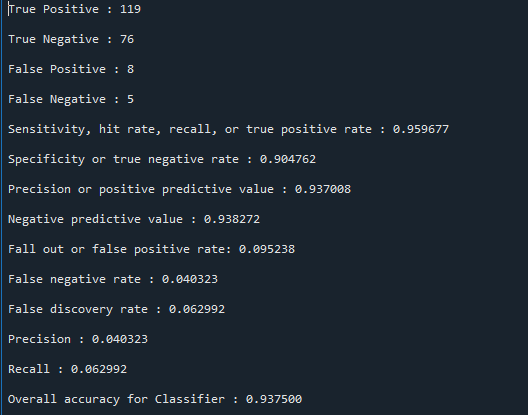 True Positive : 119
True Negative : 76
False Positive : 8
False Negative : 5
Sensitivity, hit rate, recall, or true positive rate : 0.959677
Specificity or true negative rate : 0.904762
Precision or positive predictive value : 0.937008
Negative predictive value : 0.938272
Fall out or false positive rate: 0.095238
False negative rate : 0.040323
False discovery rate : 0.062992
Precision : 0.040323
Recall : 0.062992
Overall accuracy for Classifier : 0.937500